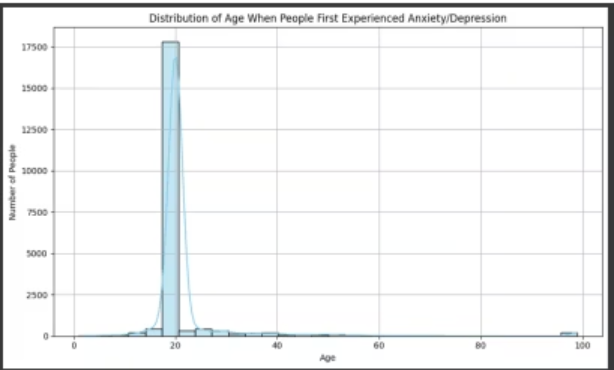 Distribution of Age When People First Experienced Anxiety/Depression
Number of People
17500
15000
12500
10000
7500
5000
2500
0
0 20 40 60 80 100
Age